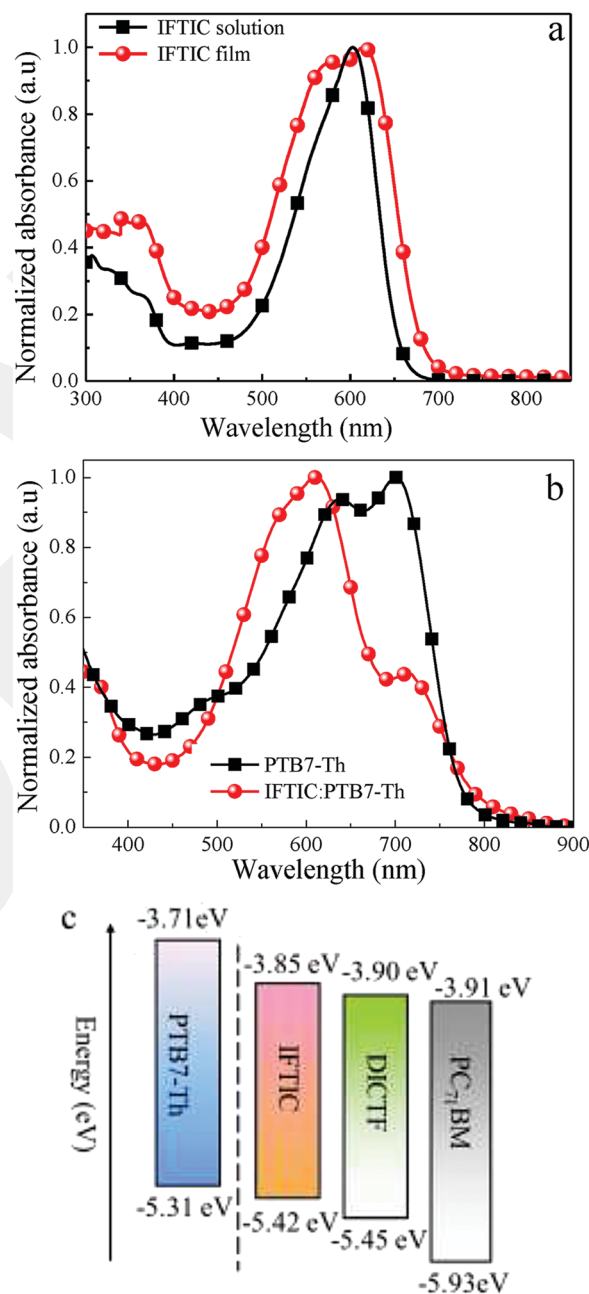 a
IFTIC solution
IFTIC film
Normalized absorbance (a.u)
1.0
0.8
0.6
0.4
0.2
0.0
300 400 500 600 700 800
Wavelength (nm)
b
Normalized absorbance (a.u)
1.0
0.8
0.6
0.4
0.2
0.0
PTB7-Th
IFTIC:PTB7-Th
400 500 600 700 800 900
Wavelength (nm)
c
Energy (eV)
-3.71eV
PTB7-Th
-5.31 eV
-3.85 eV
IFTIC
-5.42 eV
-3.90 eV
DICTF
-5.45 eV
-3.91 eV
PC71BM
-5.93eV